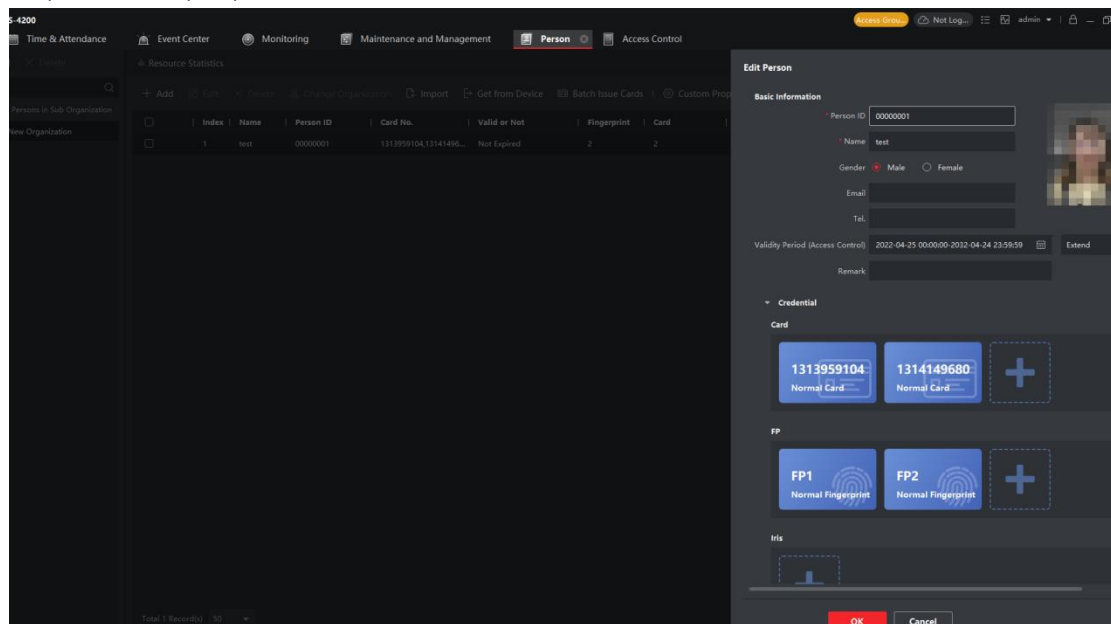 S-4200
Access Grou... Not Log... admin
Time & Attendance Event Center Monitoring Maintenance and Management Person Access Control
Delete
Resource Statistics
Edit Person
+ Add Edit Delete Change Organization Import Get from Device Batch Issue Cards Custom Prop
Basic Information
Persons in Sub Organization
New Organization
Index Name Person ID Card No. Valid or Not Fingerprint Card
1 test 00000001 1313959104,13141496... Not Expired 2 2
* Person ID 00000001
* Name test
Gender Male Female
Email
Tel.
Validity Period (Access Control) 2022-04-25 00:00:00-2032-04-24 23:59:59 Extend
Remark
Credential
Card
1313959104 1314149680
Normal Card Normal Card
FP
FP1 FP2
Normal Fingerprint Normal Fingerprint
Iris
Total 1 Record(s) 50
OK Cancel